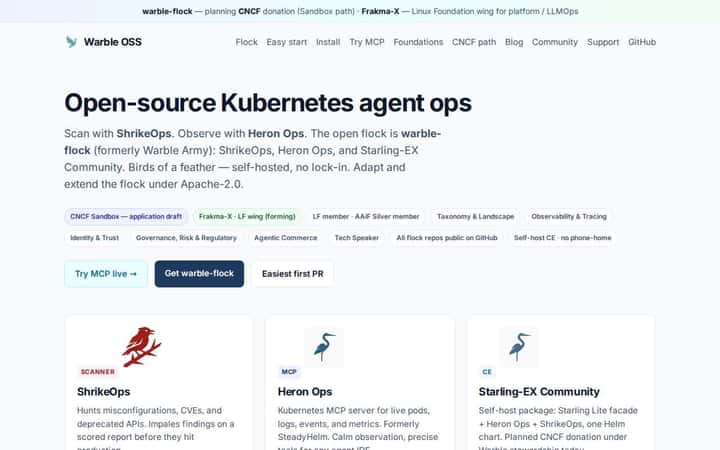 warble-flock — planning CNCF donation (Sandbox path) · Frakma-X — Linux Foundation wing for platform / LLMOps
Warble OSS
Flock Easy start Install Try MCP Foundations CNCF path Blog Community Support GitHub
Open-source Kubernetes agent ops
Scan with ShrikeOps. Observe with Heron Ops. The open flock is warble-
flock (formerly Warble Army): ShrikeOps, Heron Ops, and Starling-EX
Community. Birds of a feather — self-hosted, no lock-in. Adapt and
extend the flock under Apache-2.0.
CNCF Sandbox — application draft Frakma-X · LF wing (forming) LF member · AAIF Silver member Taxonomy & Landscape Observability & Tracing
Identity & Trust Governance, Risk & Regulatory Agentic Commerce Tech Speaker All flock repos public on GitHub Self-host CE · no phone-home
Try MCP live → Get warble-flock Easiest first PR
SCANNER
ShrikeOps
Hunts misconfigurations, CVEs, and
deprecated APIs. Impales findings on a
scored report before they hit
production.
MCP
Heron Ops
Kubernetes MCP server for live pods,
logs, events, and metrics. Formerly
SteadyHelm. Calm observation, precise
tools for any agent IDE.
CE
Starling-EX Community
Self-host package: Starling Lite facade
+ Heron Ops + ShrikeOps, one Helm
chart. Planned CNCF donation under
Warble stewardship today.